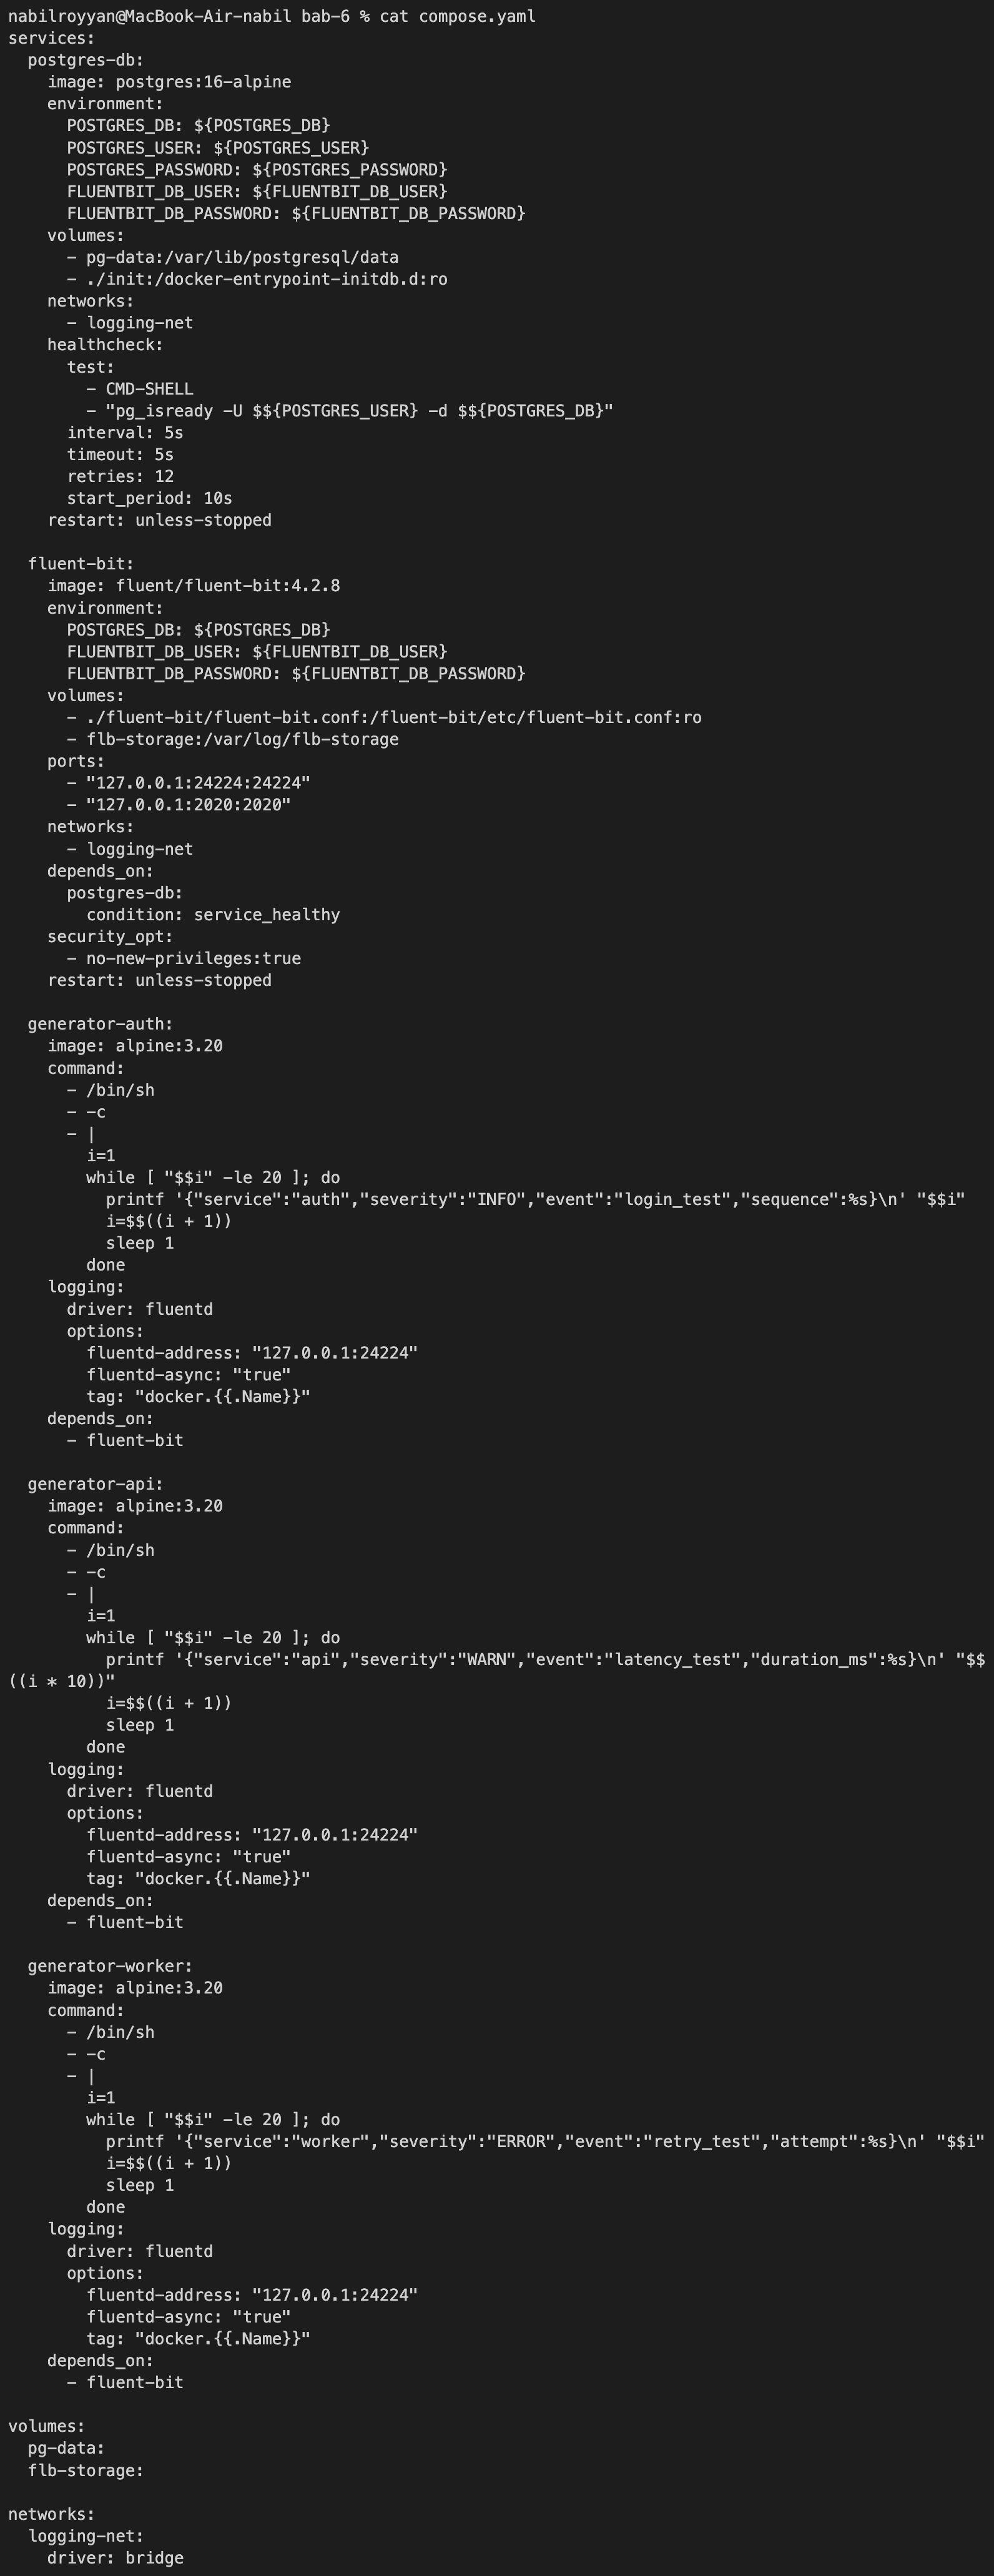 nabilroyyan@MacBook-Air-nabil bab-6 % cat compose.yaml
services:
  postgres-db:
    image: postgres:16-alpine
    environment:
      POSTGRES_DB: ${POSTGRES_DB}
      POSTGRES_USER: ${POSTGRES_USER}
      POSTGRES_PASSWORD: ${POSTGRES_PASSWORD}
      FLUENTBIT_DB_USER: ${FLUENTBIT_DB_USER}
      FLUENTBIT_DB_PASSWORD: ${FLUENTBIT_DB_PASSWORD}
    volumes:
      - pg-data:/var/lib/postgresql/data
      - ./init:/docker-entrypoint-initdb.d:ro
    networks:
      - logging-net
    healthcheck:
      test:
        - CMD-SHELL
        - "pg_isready -U $${POSTGRES_USER} -d $${POSTGRES_DB}"
      interval: 5s
      timeout: 5s
      retries: 12
      start_period: 10s
    restart: unless-stopped

  fluent-bit:
    image: fluent/fluent-bit:4.2.8
    environment:
      POSTGRES_DB: ${POSTGRES_DB}
      FLUENTBIT_DB_USER: ${FLUENTBIT_DB_USER}
      FLUENTBIT_DB_PASSWORD: ${FLUENTBIT_DB_PASSWORD}
    volumes:
      - ./fluent-bit/fluent-bit.conf:/fluent-bit/etc/fluent-bit.conf:ro
      - flb-storage:/var/log/flb-storage
    ports:
      - "127.0.0.1:24224:24224"
      - "127.0.0.1:2020:2020"
    networks:
      - logging-net
    depends_on:
      postgres-db:
        condition: service_healthy
    security_opt:
      - no-new-privileges:true
    restart: unless-stopped

  generator-auth:
    image: alpine:3.20
    command:
      - /bin/sh
      - -c
      - |
        i=1
        while [ "$$i" -le 20 ]; do
          printf '{"service":"auth","severity":"INFO","event":"login_test","sequence":%s}\n' "$$i"
          i=$$((i + 1))
          sleep 1
        done
    logging:
      driver: fluentd
      options:
        fluentd-address: "127.0.0.1:24224"
        fluentd-async: "true"
        tag: "docker.{{.Name}}"
    depends_on:
      - fluent-bit

  generator-api:
    image: alpine:3.20
    command:
      - /bin/sh
      - -c
      - |
        i=1
        while [ "$$i" -le 20 ]; do
          printf '{"service":"api","severity":"WARN","event":"latency_test","duration_ms":%s}\n' "$$
((i * 10))"
          i=$$((i + 1))
          sleep 1
        done
    logging:
      driver: fluentd
      options:
        fluentd-address: "127.0.0.1:24224"
        fluentd-async: "true"
        tag: "docker.{{.Name}}"
    depends_on:
      - fluent-bit

  generator-worker:
    image: alpine:3.20
    command:
      - /bin/sh
      - -c
      - |
        i=1
        while [ "$$i" -le 20 ]; do
          printf '{"service":"worker","severity":"ERROR","event":"retry_test","attempt":%s}\n' "$$i"
          i=$$((i + 1))
          sleep 1
        done
    logging:
      driver: fluentd
      options:
        fluentd-address: "127.0.0.1:24224"
        fluentd-async: "true"
        tag: "docker.{{.Name}}"
    depends_on:
      - fluent-bit

volumes:
  pg-data:
  flb-storage:

networks:
  logging-net:
    driver: bridge